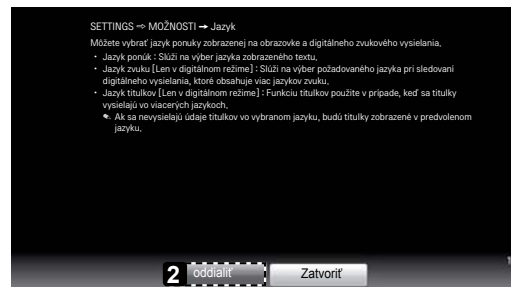 SETTINGS ⇨ MOŽNOSTI ➞ Jazyk
Môžete vybrať jazyk ponuky zobrazenej na obrazovke a digitálneho zvukového vysielania.
• Jazyk ponúk : Slúži na výber jazyka zobrazeného textu.
• Jazyk zvuku [Len v digitálnom režime] : Slúži na výber požadovaného jazyka pri sledovaní
digitálneho vysielania, ktoré obsahuje viac jazykov zvuku.
• Jazyk titulkov [Len v digitálnom režime] : Funkciu titulkov použite v prípade, keď sa titulky
vysielajú vo viacerých jazykoch.
Ak sa nevysielajú údaje titulkov vo vybranom jazyku, budú titulky zobrazené v predvolenom
jazyku.
2 oddialiť Zatvoriť